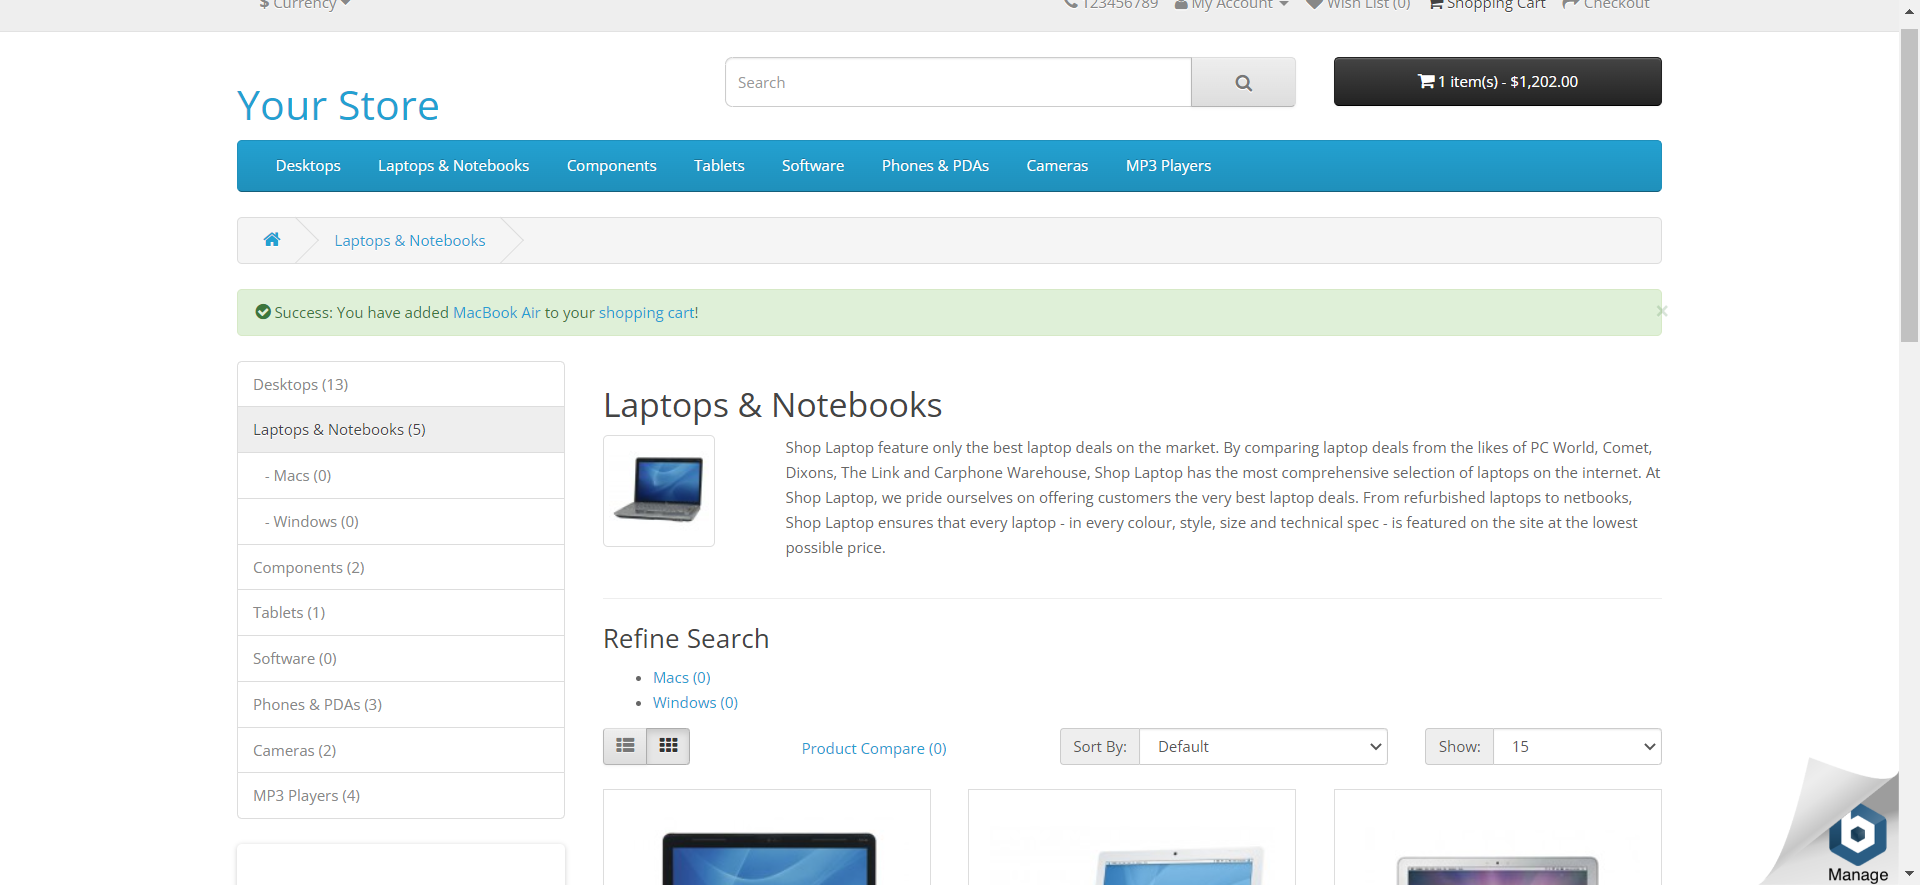 $ Currency
123456789 My Account Wish List (0) Shopping Cart Checkout
Your Store
Search
1 item(s) - $1,202.00
Desktops Laptops & Notebooks Components Tablets Software Phones & PDAs Cameras MP3 Players
Laptops & Notebooks
Success: You have added MacBook Air to your shopping cart!
×
Desktops (13)
Laptops & Notebooks (5)
- Macs (0)
- Windows (0)
Components (2)
Tablets (1)
Software (0)
Phones & PDAs (3)
Cameras (2)
MP3 Players (4)
Laptops & Notebooks
Shop Laptop feature only the best laptop deals on the market. By comparing laptop deals from the likes of PC World, Comet,
Dixons, The Link and Carphone Warehouse, Shop Laptop has the most comprehensive selection of laptops on the internet. At
Shop Laptop, we pride ourselves on offering customers the very best laptop deals. From refurbished laptops to netbooks,
Shop Laptop ensures that every laptop - in every colour, style, size and technical spec - is featured on the site at the lowest
possible price.
Refine Search
Macs (0)
Windows (0)
Product Compare (0)
Sort By: Default
Show: 15
b
Manage